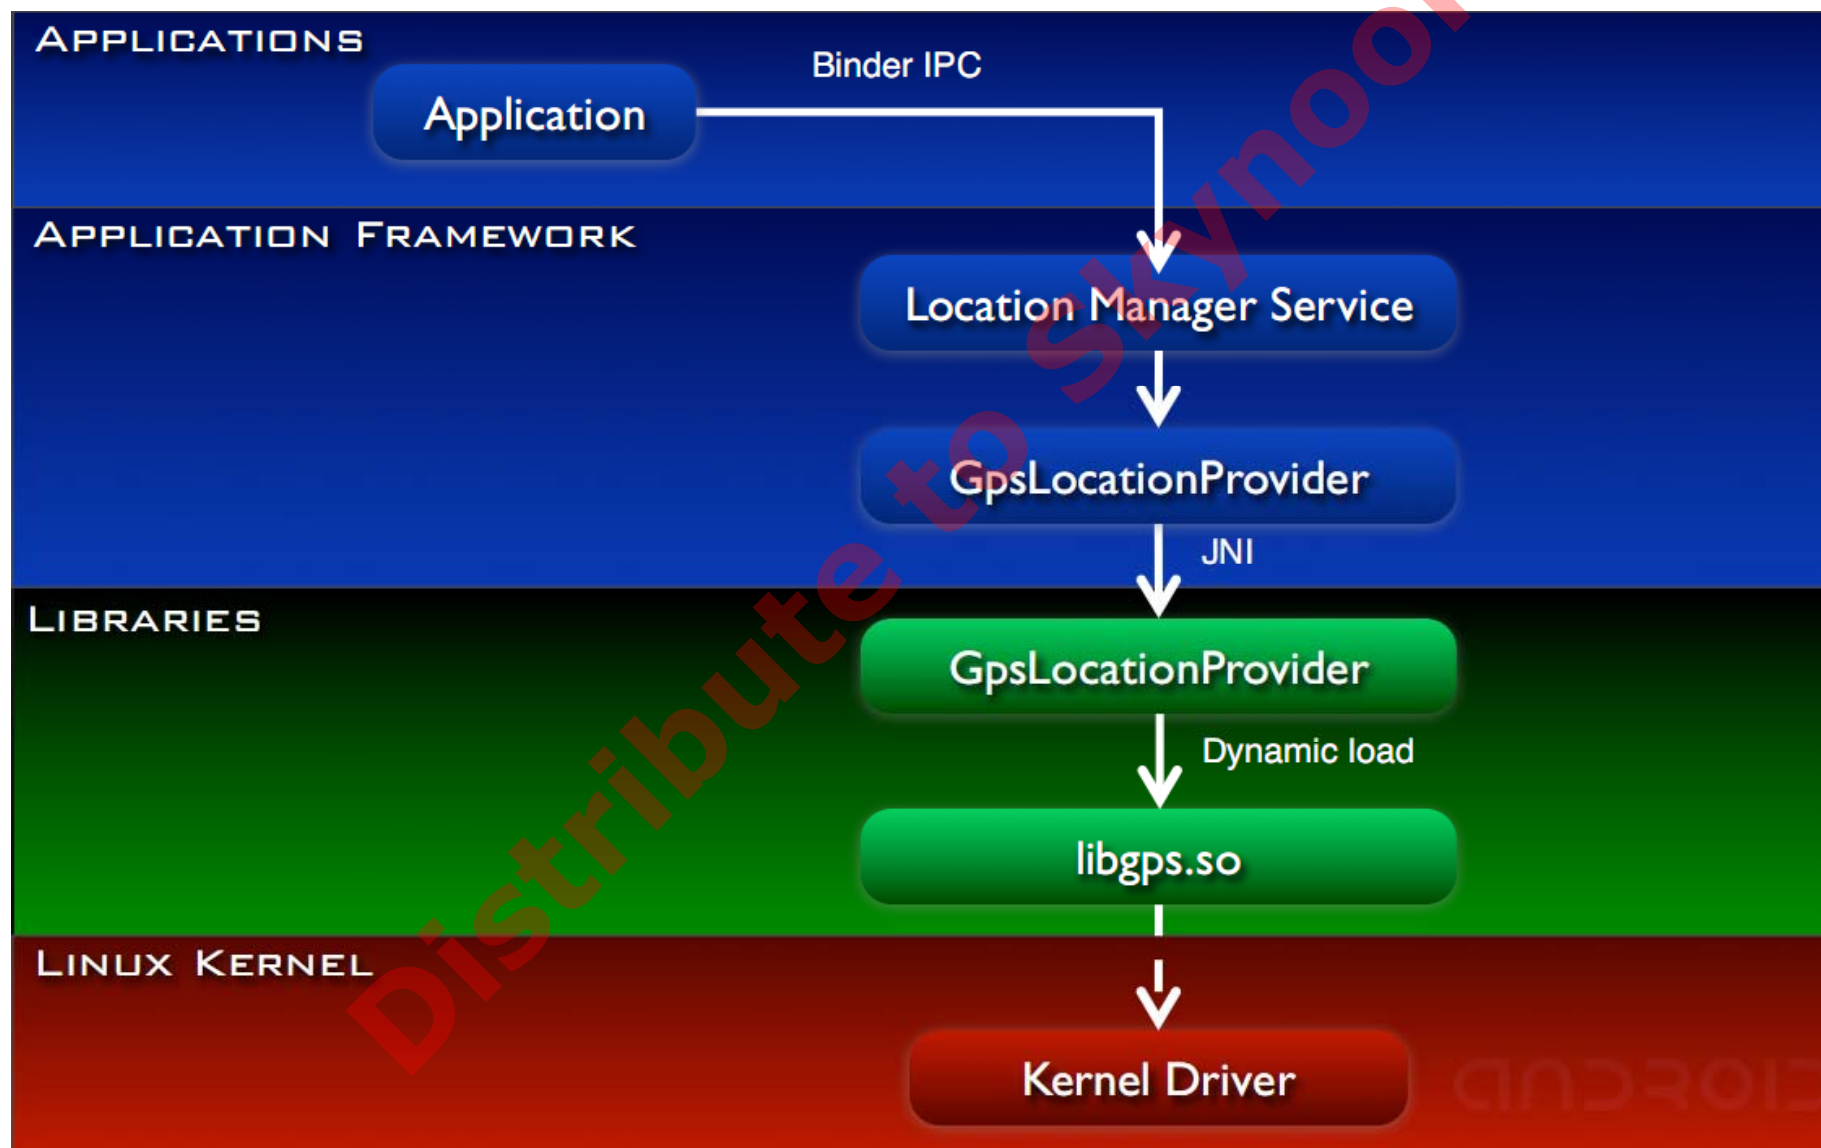 APPLICATIONS
Binder IPC
Application
APPLICATION FRAMEWORK
Location Manager Service
GpsLocationProvider
JNI
LIBRARIES
GpsLocationProvider
Dynamic load
libgps.so
LINUX KERNEL
Kernel Driver
ANDROID
Distribute to Skynoon